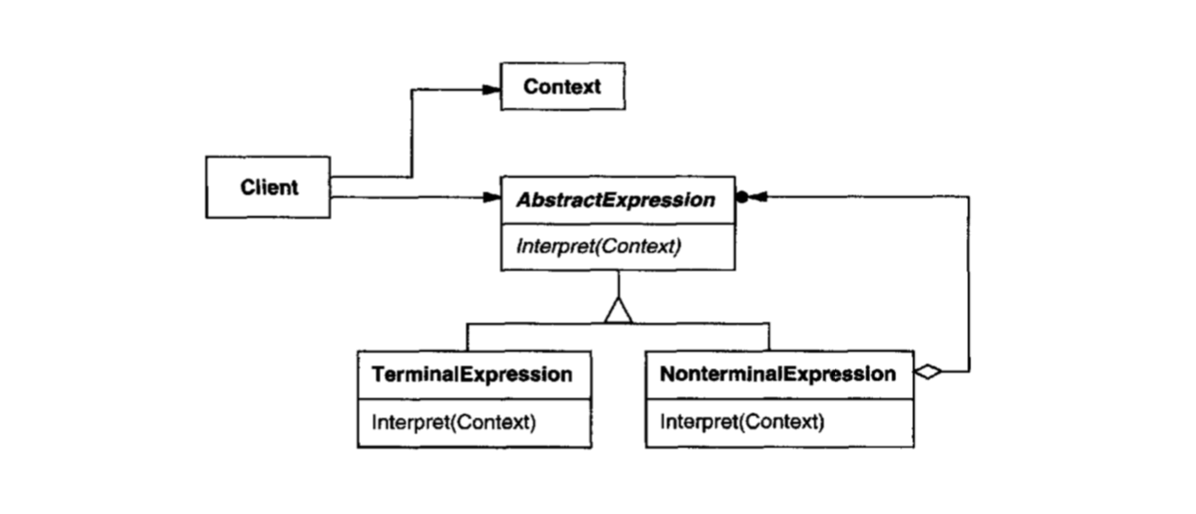 Context
Client
AbstractExpression
Interpret(Context)
TerminalExpression
Interpret(Context)
NonterminalExpression
Interpret(Context)